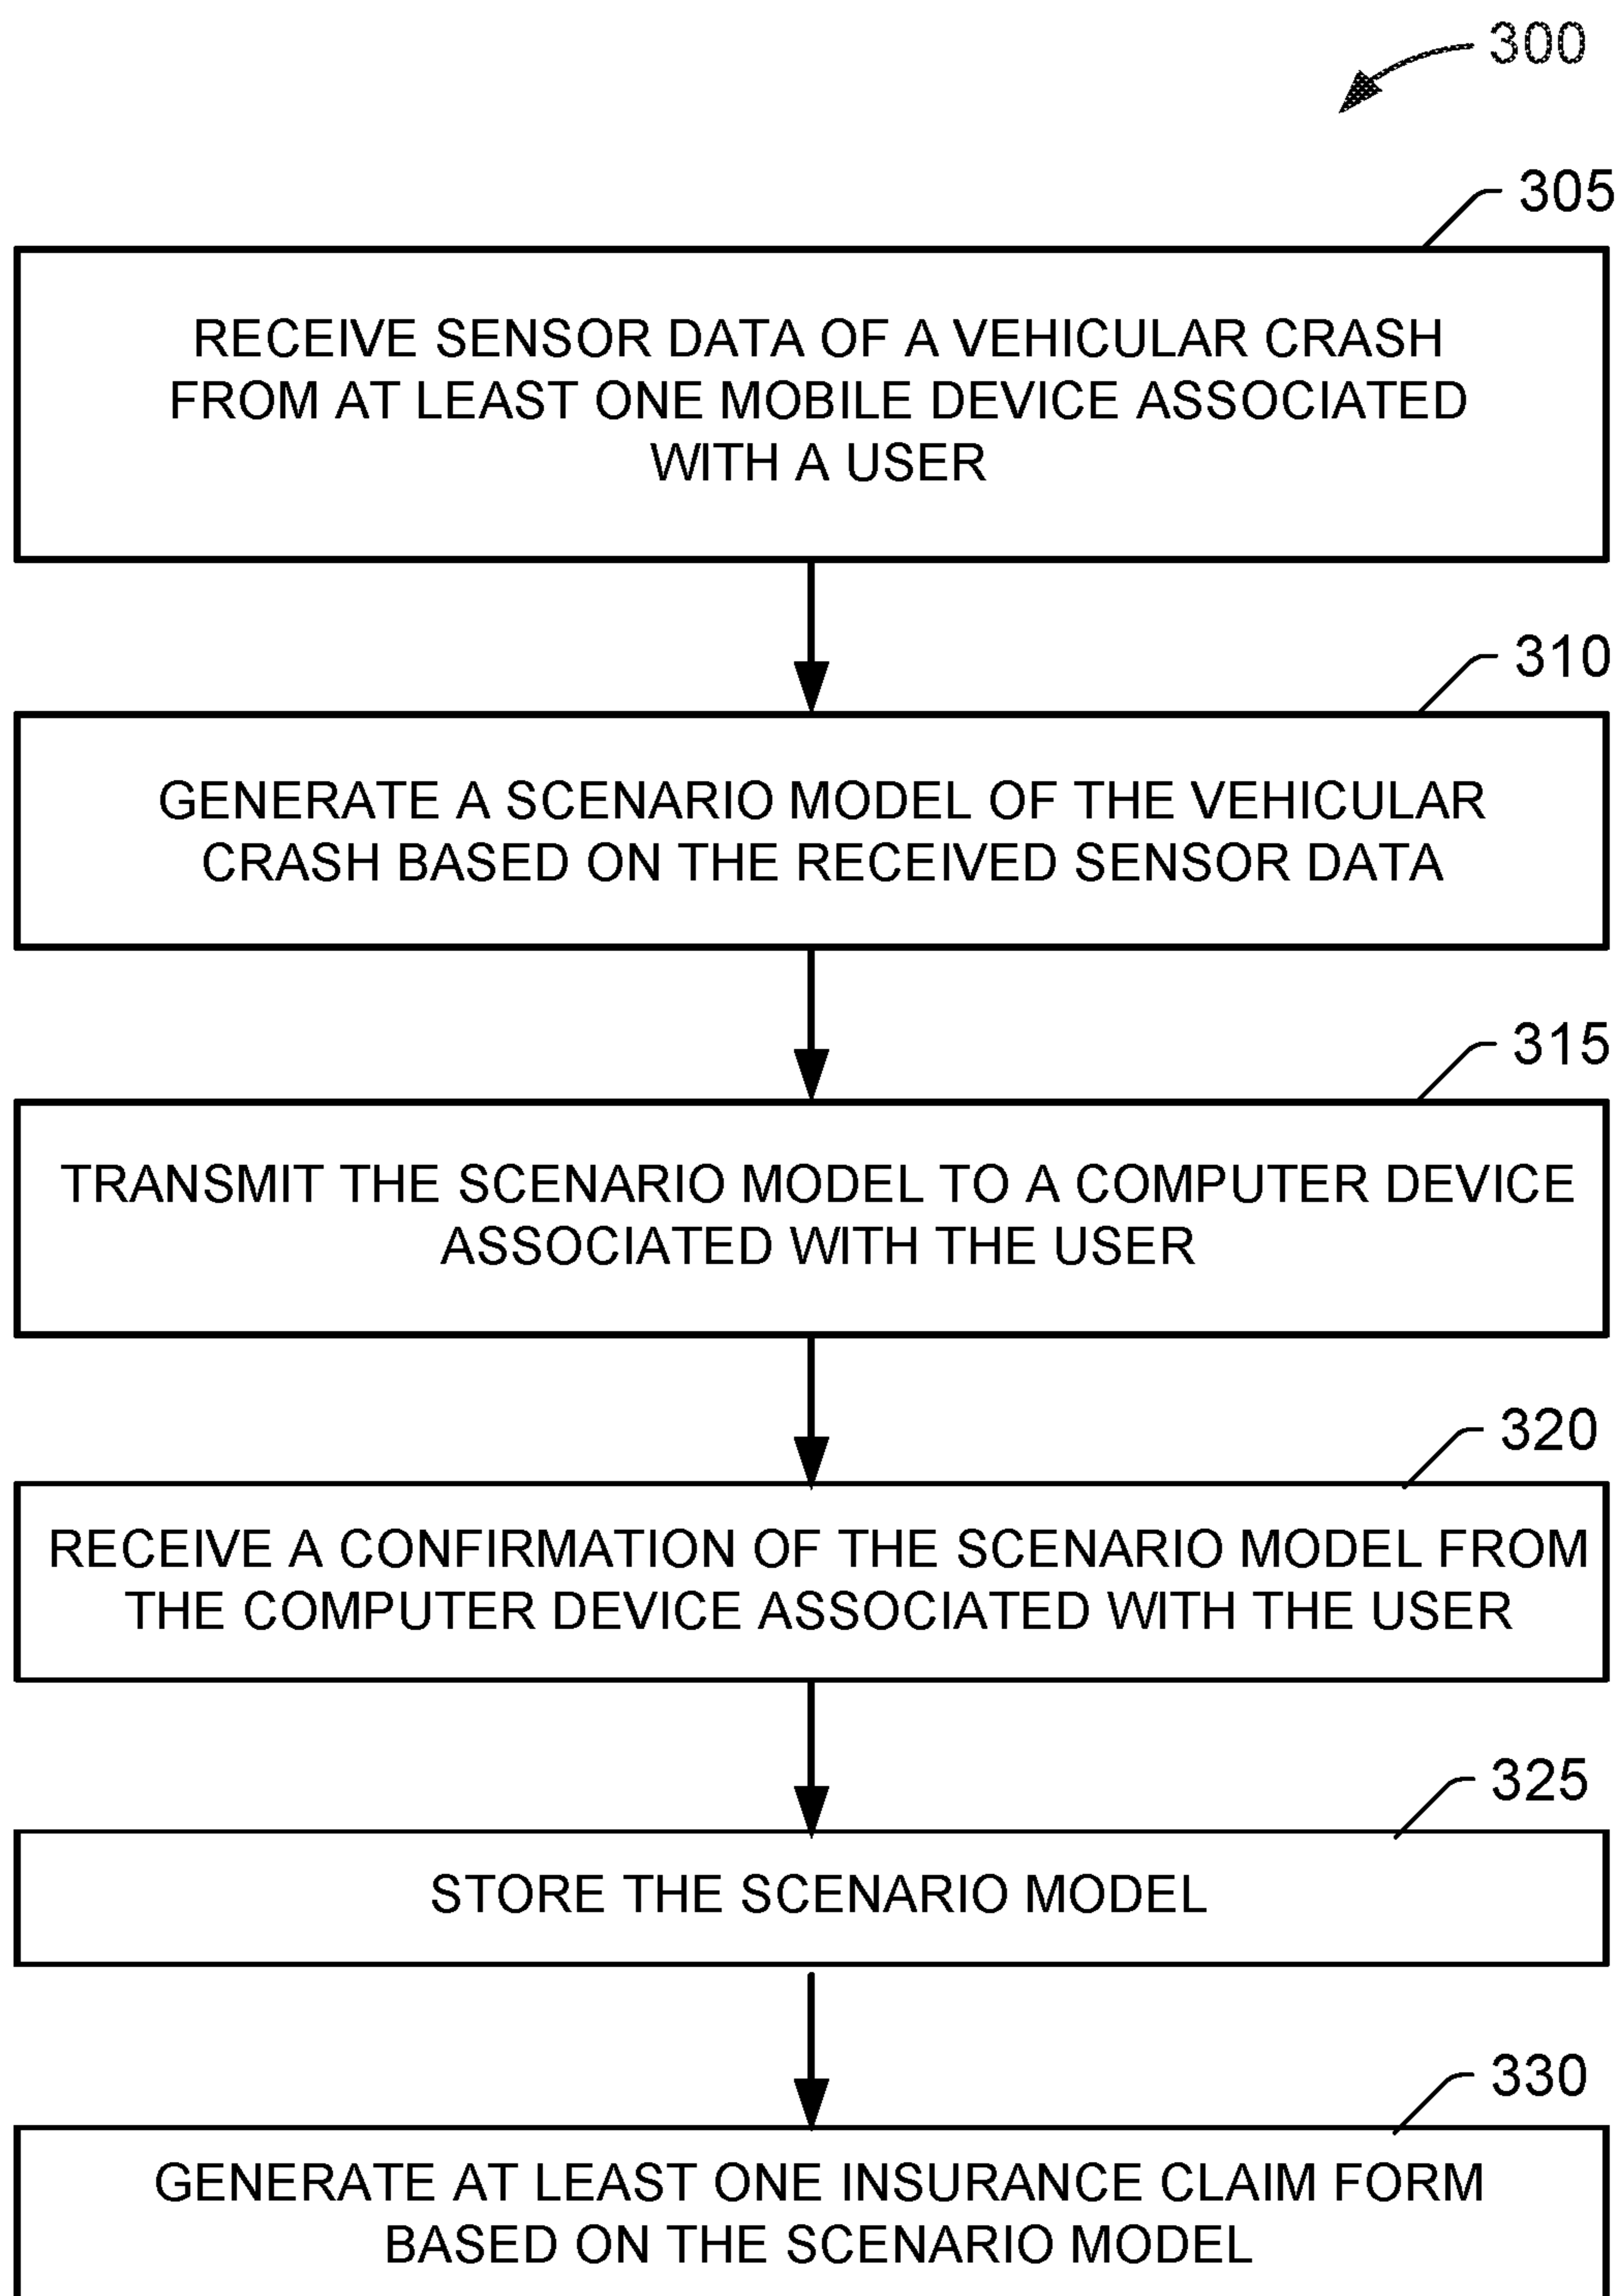 300
305
RECEIVE SENSOR DATA OF A VEHICULAR CRASH
FROM AT LEAST ONE MOBILE DEVICE ASSOCIATED
WITH A USER
310
GENERATE A SCENARIO MODEL OF THE VEHICULAR
CRASH BASED ON THE RECEIVED SENSOR DATA
315
TRANSMIT THE SCENARIO MODEL TO A COMPUTER DEVICE
ASSOCIATED WITH THE USER
320
RECEIVE A CONFIRMATION OF THE SCENARIO MODEL FROM
THE COMPUTER DEVICE ASSOCIATED WITH THE USER
325
STORE THE SCENARIO MODEL
330
GENERATE AT LEAST ONE INSURANCE CLAIM FORM
BASED ON THE SCENARIO MODEL